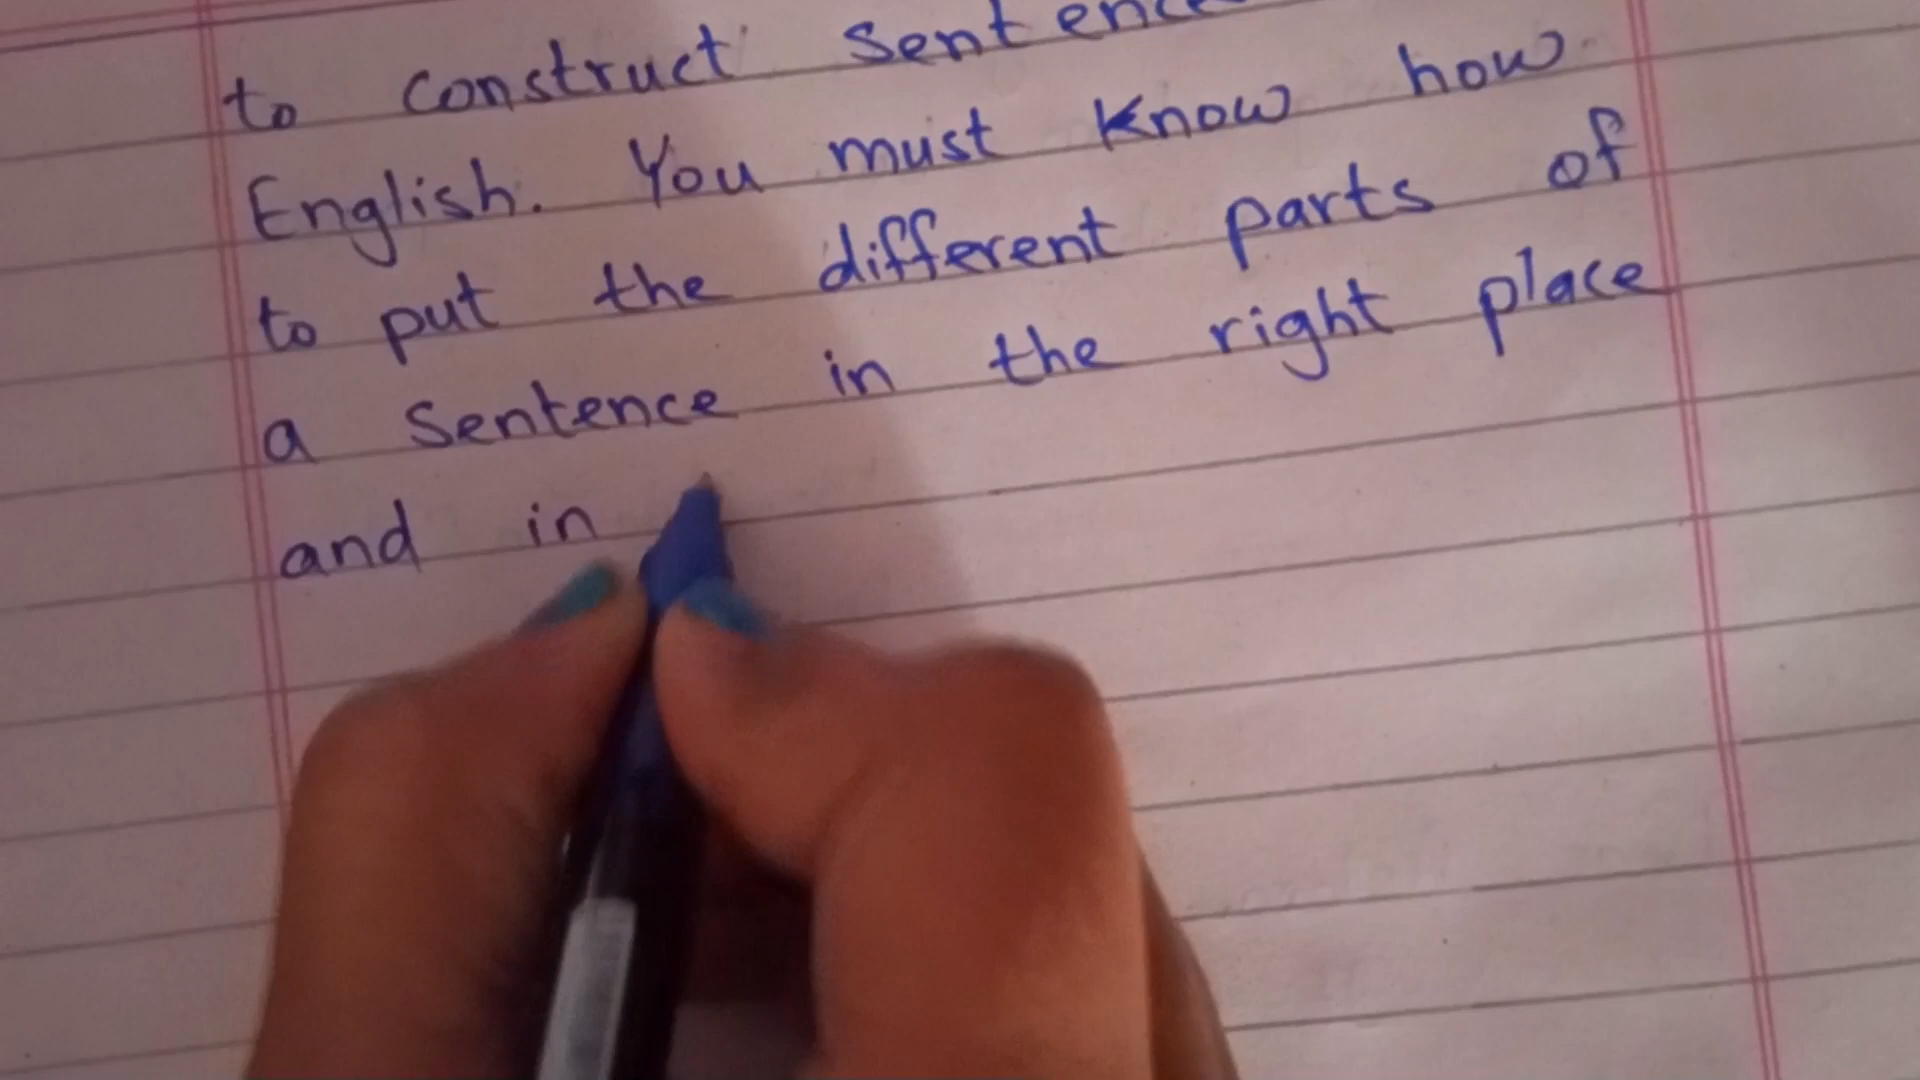 to construct
English. You must know how
to put the different parts of
a sentence in the right place
and in